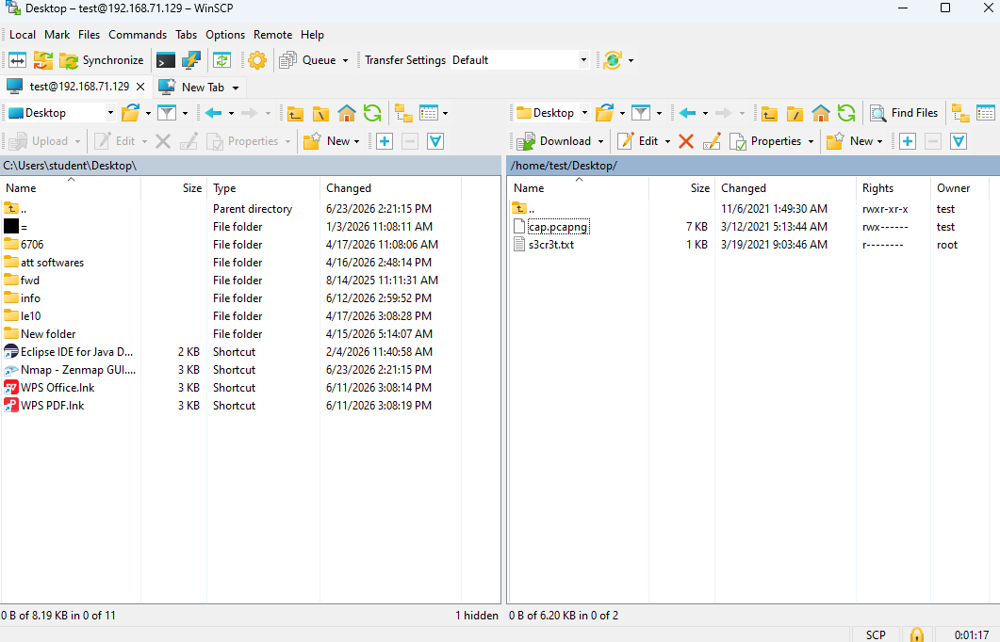 Desktop – test@192.168.71.129 – WinSCP
Local Mark Files Commands Tabs Options Remote Help
Synchronize Queue Transfer Settings Default
test@192.168.71.129 New Tab
Desktop
Upload Edit Properties New
C:\Users\student\Desktop\
Name Size Type Changed
.. Parent directory 6/23/2026 2:21:15 PM
= File folder 1/3/2026 11:08:11 AM
6706 File folder 4/17/2026 11:08:06 AM
att softwares File folder 4/16/2026 2:48:14 PM
fwd File folder 8/14/2025 11:11:31 AM
info File folder 6/12/2026 2:59:52 PM
le10 File folder 4/17/2026 3:08:28 PM
New folder File folder 4/15/2026 5:14:07 AM
Eclipse IDE for Java D... 2 KB Shortcut 2/4/2026 11:40:58 AM
Nmap - Zenmap GUI.... 3 KB Shortcut 6/23/2026 2:21:15 PM
WPS Office.lnk 3 KB Shortcut 6/11/2026 3:08:14 PM
WPS PDF.lnk 3 KB Shortcut 6/11/2026 3:08:19 PM
0 B of 8.19 KB in 0 of 11 1 hidden
Desktop Find Files
Download Edit Properties New
/home/test/Desktop/
Name Size Changed Rights Owner
.. 11/6/2021 1:49:30 AM rwxr-xr-x test
cap.pcapng 7 KB 3/12/2021 5:13:44 AM rwx------ test
s3cr3t.txt 1 KB 3/19/2021 9:03:46 AM r-------- root
0 B of 6.20 KB in 0 of 2
SCP 0:01:17